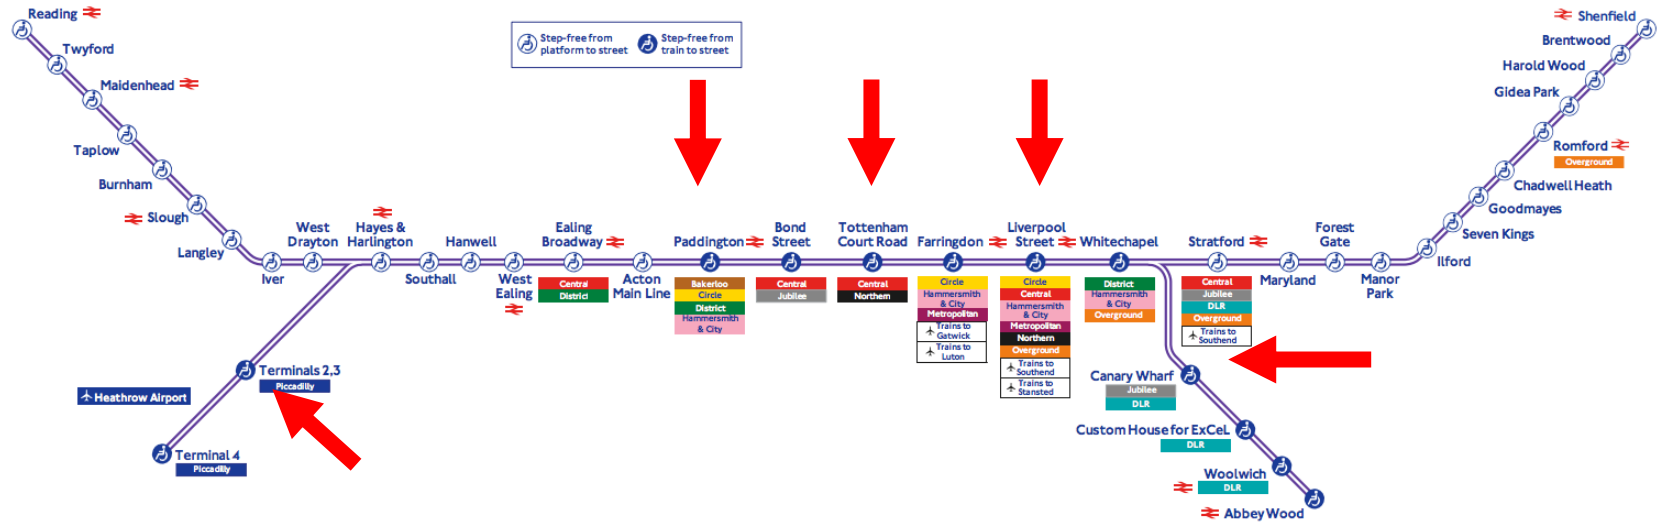 Reading
Twyford
Maidenhead
Taplow
Burnham
Slough
Langley
Iver
West
Drayton
Hayes &
Harlington
Southall
Hanwell
West
Ealing
Ealing
Broadway
Central
District
Acton
Main Line
Paddington
Bakerloo
Circle
District
Hammersmith
& City
Bond
Street
Central
Jubilee
Tottenham
Court Road
Central
Northern
Farringdon
Circle
Hammersmith
& City
Metropolitan
Trains to
Gatwick
Trains to
Luton
Liverpool
Street
Circle
Central
Hammersmith
& City
Metropolitan
Northern
Overground
Trains to
Southend
Trains to
Stansted
Whitechapel
District
Hammersmith
& City
Overground
Stratford
Central
Jubilee
DLR
Overground
Trains to
Southend
Maryland
Forest
Gate
Manor
Park
Ilford
Seven Kings
Goodmayes
Chadwell Heath
Romford
Overground
Gidea Park
Harold Wood
Brentwood
Shenfield
Step-free from
platform to street
Step-free from
train to street
Terminals 2,3
Piccadilly
Heathrow Airport
Terminal 4
Piccadilly
Canary Wharf
Jubilee
DLR
Custom House for ExCeL
DLR
Woolwich
DLR
Abbey Wood